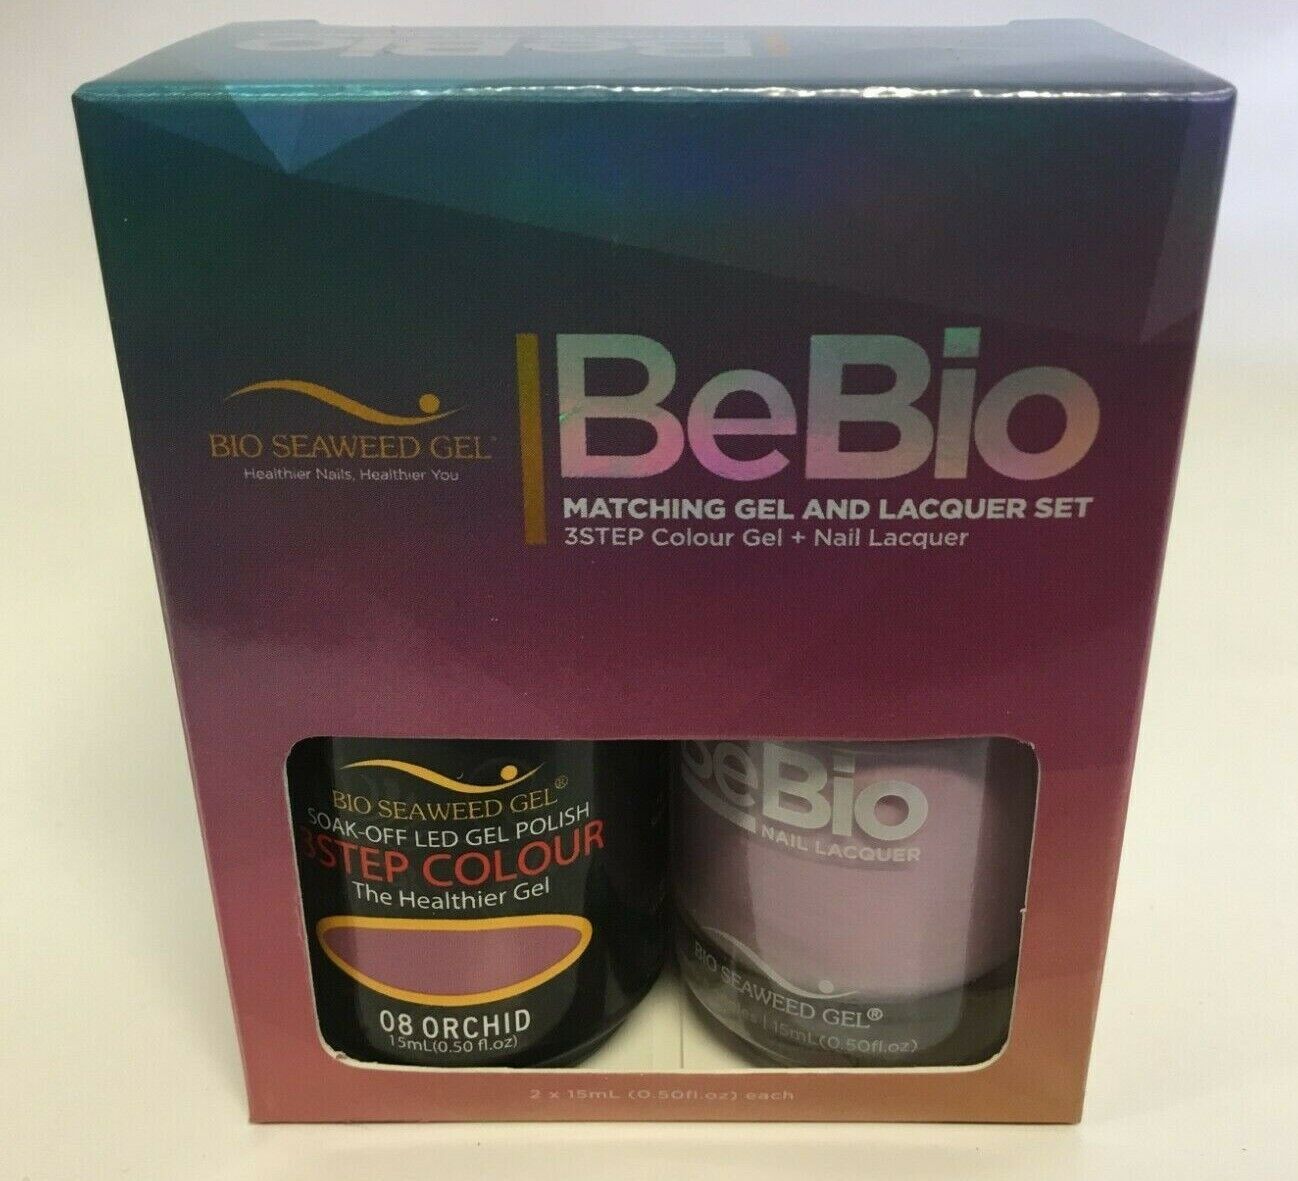 BeBio
BIO SEAWEED GEL™
Healthier Nails, Healthier You
BeBio
MATCHING GEL AND LACQUER SET
3STEP Colour Gel + Nail Lacquer
BIO SEAWEED GEL®
SOAK-OFF LED GEL POLISH
3STEP COLOUR
The Healthier Gel
08 ORCHID
15mL(0.50 fl.oz)
BeBio
NAIL LACQUER
BIO SEAWEED GEL®
| 15mL(0.50fl.oz)
2 x 15mL (0.50fl.oz) each